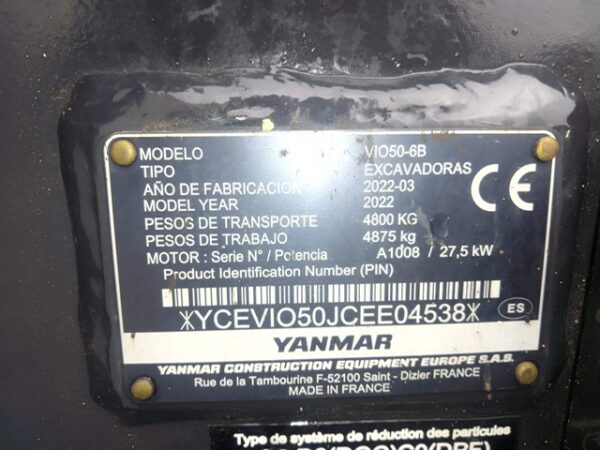 MODELO VIO50-6B
TIPO EXCAVADORAS
AÑO DE FABRICACION 2022-03
MODEL YEAR 2022
PESOS DE TRANSPORTE 4800 KG
PESOS DE TRABAJO 4875 kg
MOTOR : Serie N° / Potencia A1008 / 27,5 kW
Product Identification Number (PIN)
CE
ӿYCEVIO50JCEE04538ӿ
ES
YANMAR
YANMAR CONSTRUCTION EQUIPMENT EUROPE S.A.S.
Rue de la Tambourine F-52100 Saint - Dizier FRANCE
MADE IN FRANCE
Type de système de réduction des particules